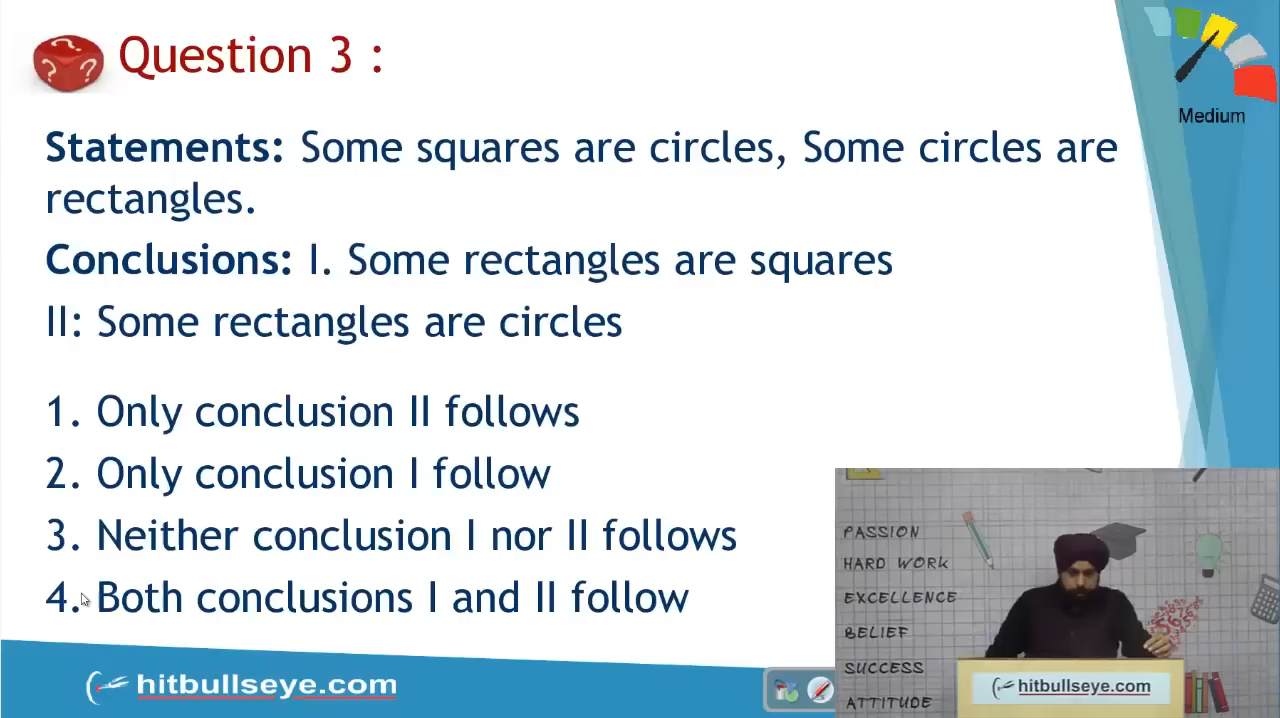 Question 3 :
Medium
Statements: Some squares are circles, Some circles are
rectangles.
Conclusions: I. Some rectangles are squares
II: Some rectangles are circles
1. Only conclusion II follows
2. Only conclusion I follow
3. Neither conclusion I nor II follows
4. Both conclusions I and II follow
hitbullseye.com
PASSION
HARD WORK
EXCELLENCE
BELIEF
SUCCESS
ATTITUDE
hitbullseye.com